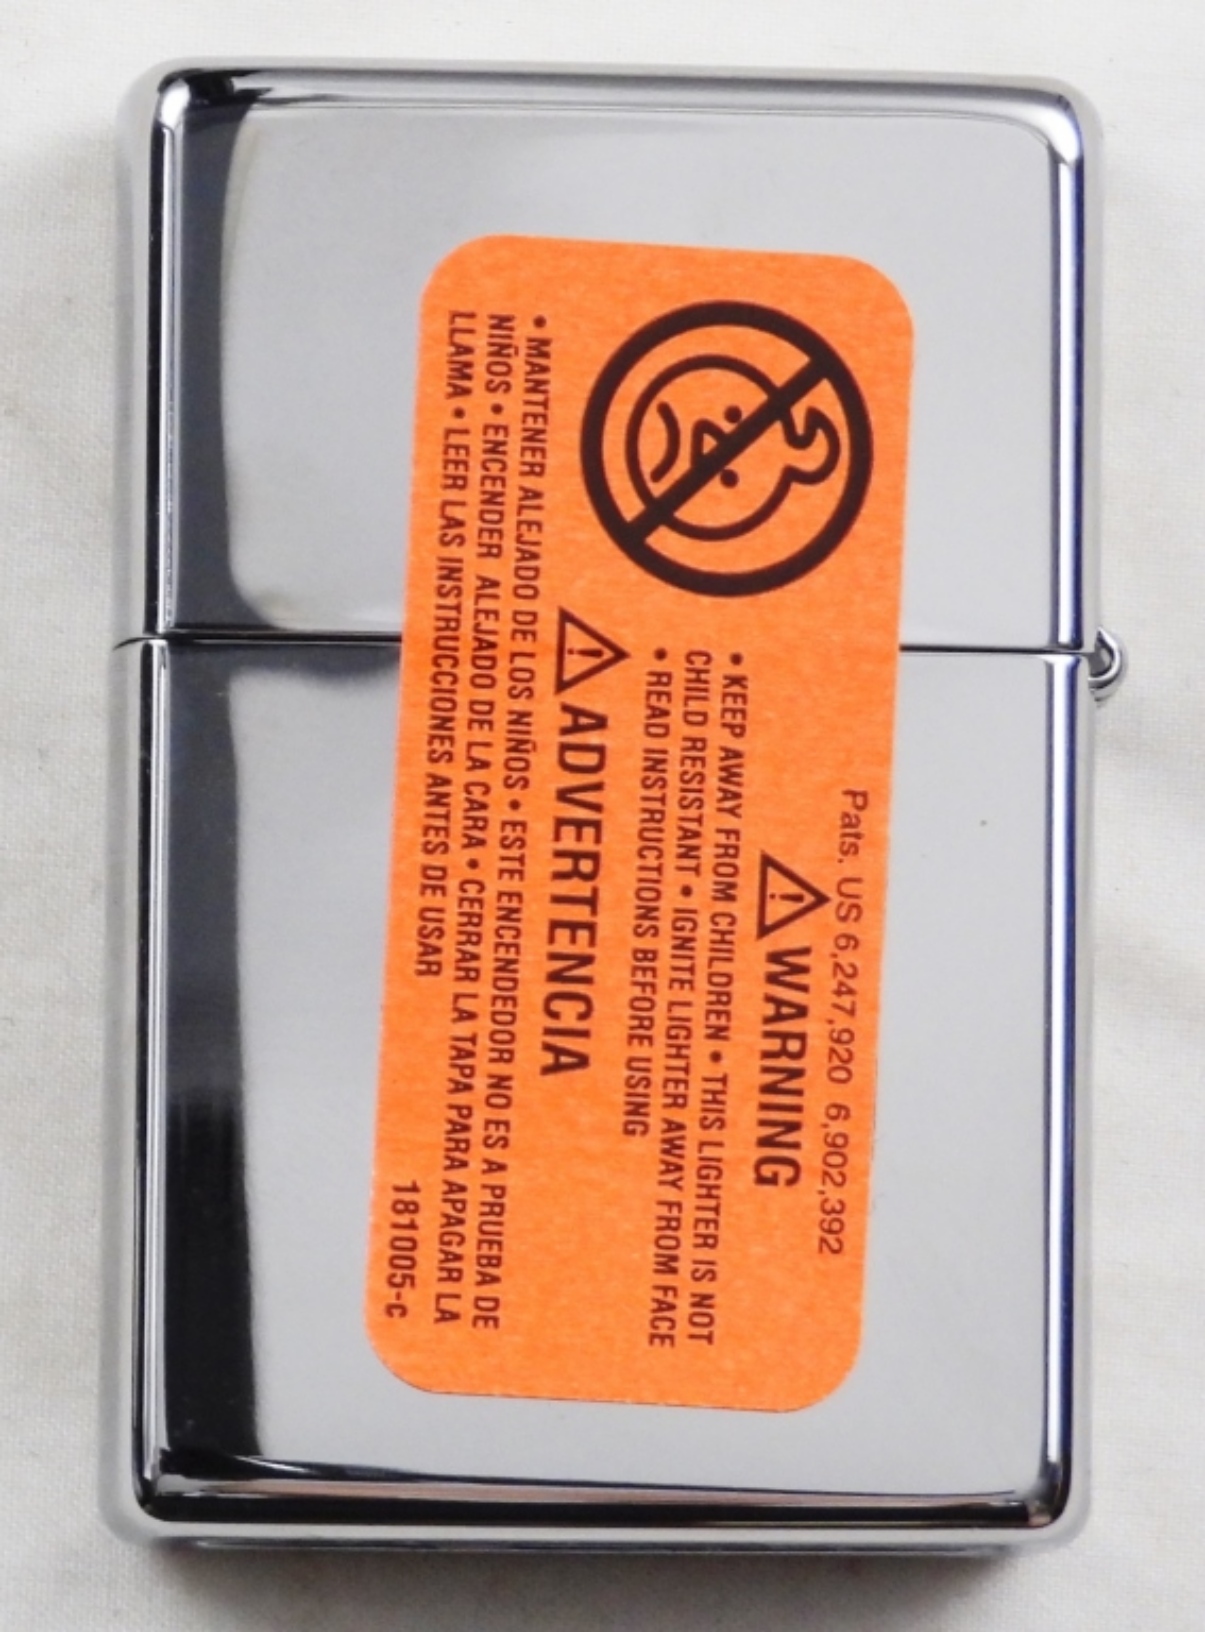 Pats. US 6,247,920 6,902,392
WARNING
• KEEP AWAY FROM CHILDREN • THIS LIGHTER IS NOT
CHILD RESISTANT • IGNITE LIGHTER AWAY FROM FACE
• READ INSTRUCTIONS BEFORE USING
ADVERTENCIA
• MANTENER ALEJADO DE LOS NIÑOS • ESTE ENCENDEDOR NO ES A PRUEBA DE
NIÑOS • ENCENDER ALEJADO DE LA CARA • CERRAR LA TAPA PARA APAGAR LA
LLAMA • LEER LAS INSTRUCCIONES ANTES DE USAR
181005-c